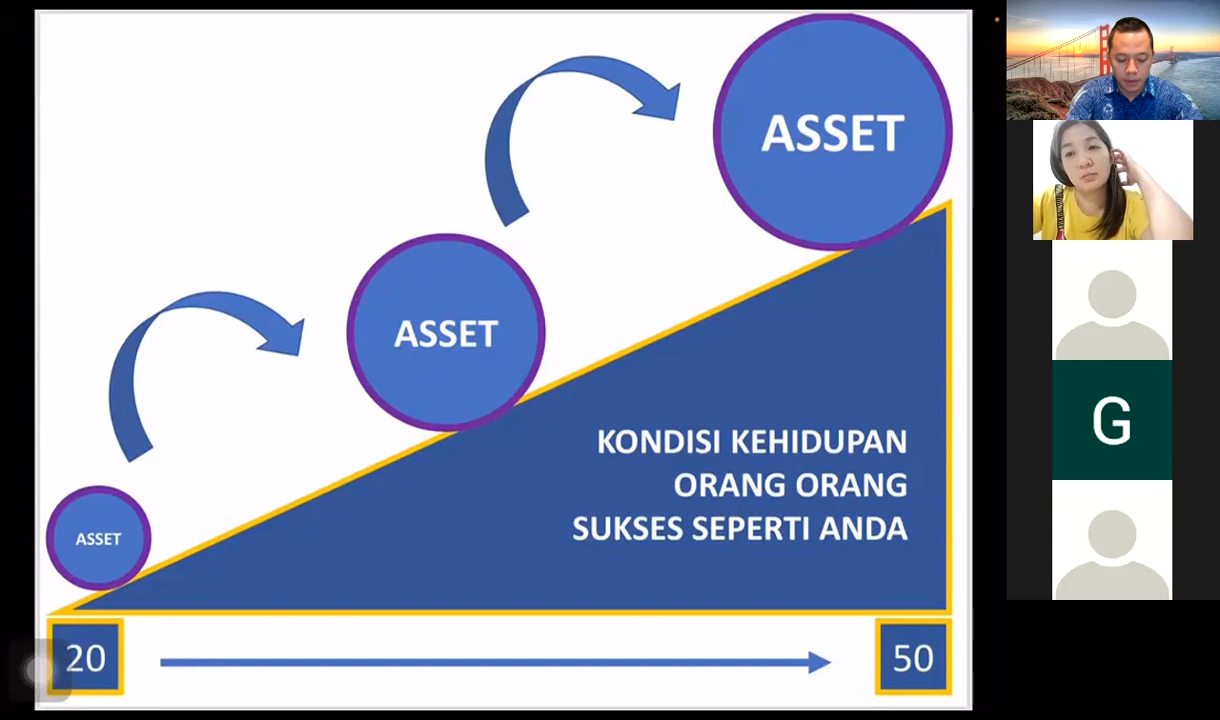 ASSET
ASSET
ASSET
KONDISI KEHIDUPAN
ORANG ORANG
SUKSES SEPERTI ANDA
20
50
G